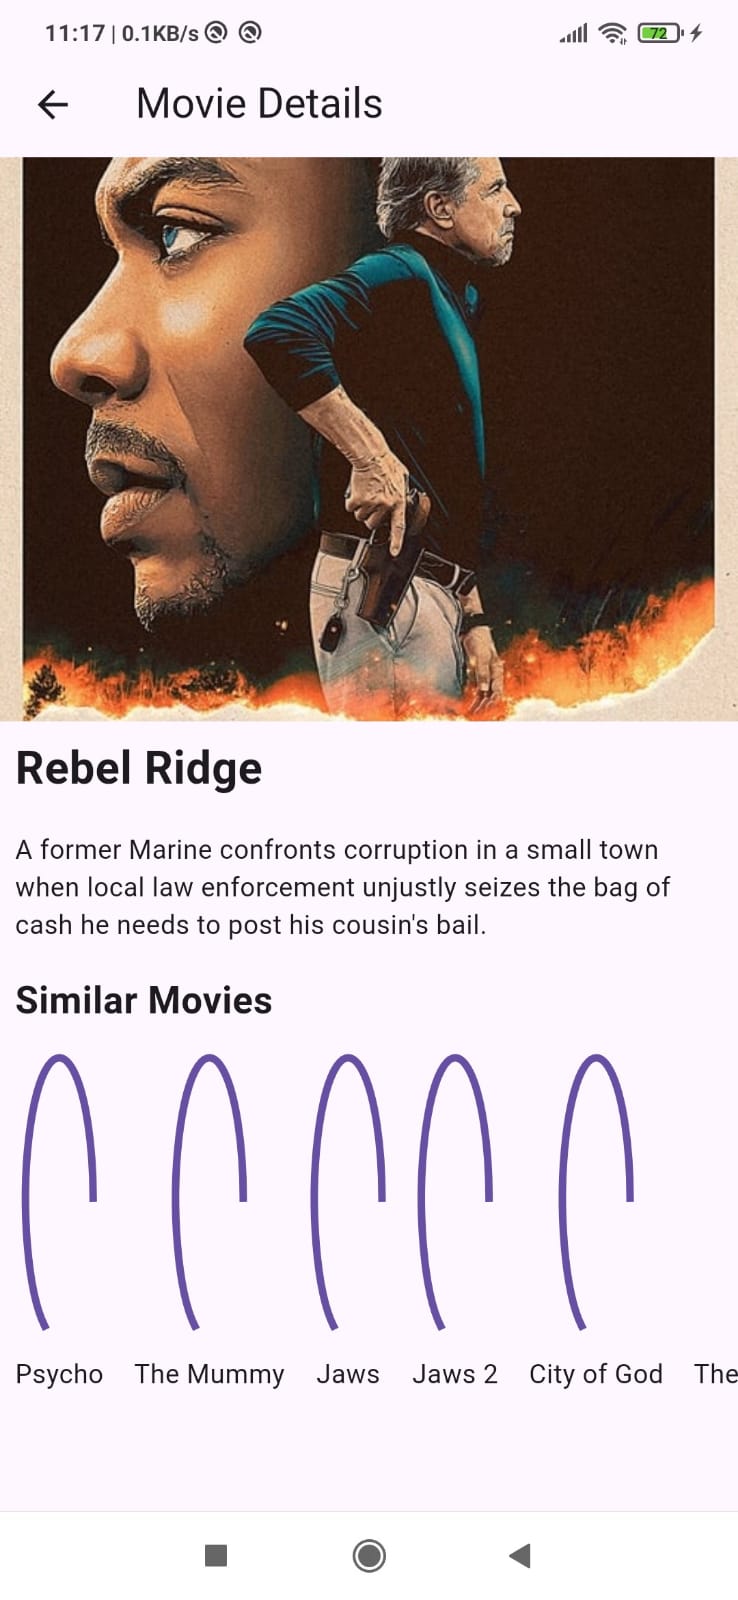 11:17 | 0.1KB/s
72
Movie Details
Rebel Ridge
A former Marine confronts corruption in a small town
when local law enforcement unjustly seizes the bag of
cash he needs to post his cousin's bail.
Similar Movies
Psycho The Mummy Jaws Jaws 2 City of God The